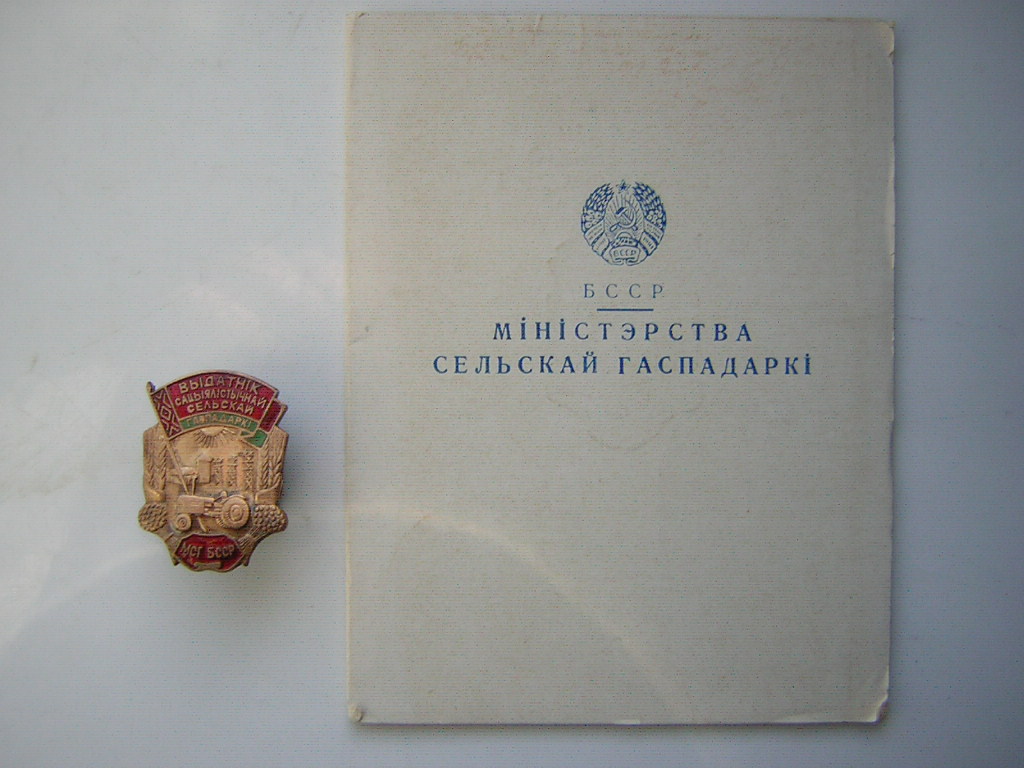 ВЫДАТНІК
САЦЫЯЛІСТЫЧНАЙ
СЕЛЬСКАЙ
ГАСПАДАРКІ
МСГ БССР
БССР
БССР
МІНІСТЭРСТВА
СЕЛЬСКАЙ ГАСПАДАРКІ